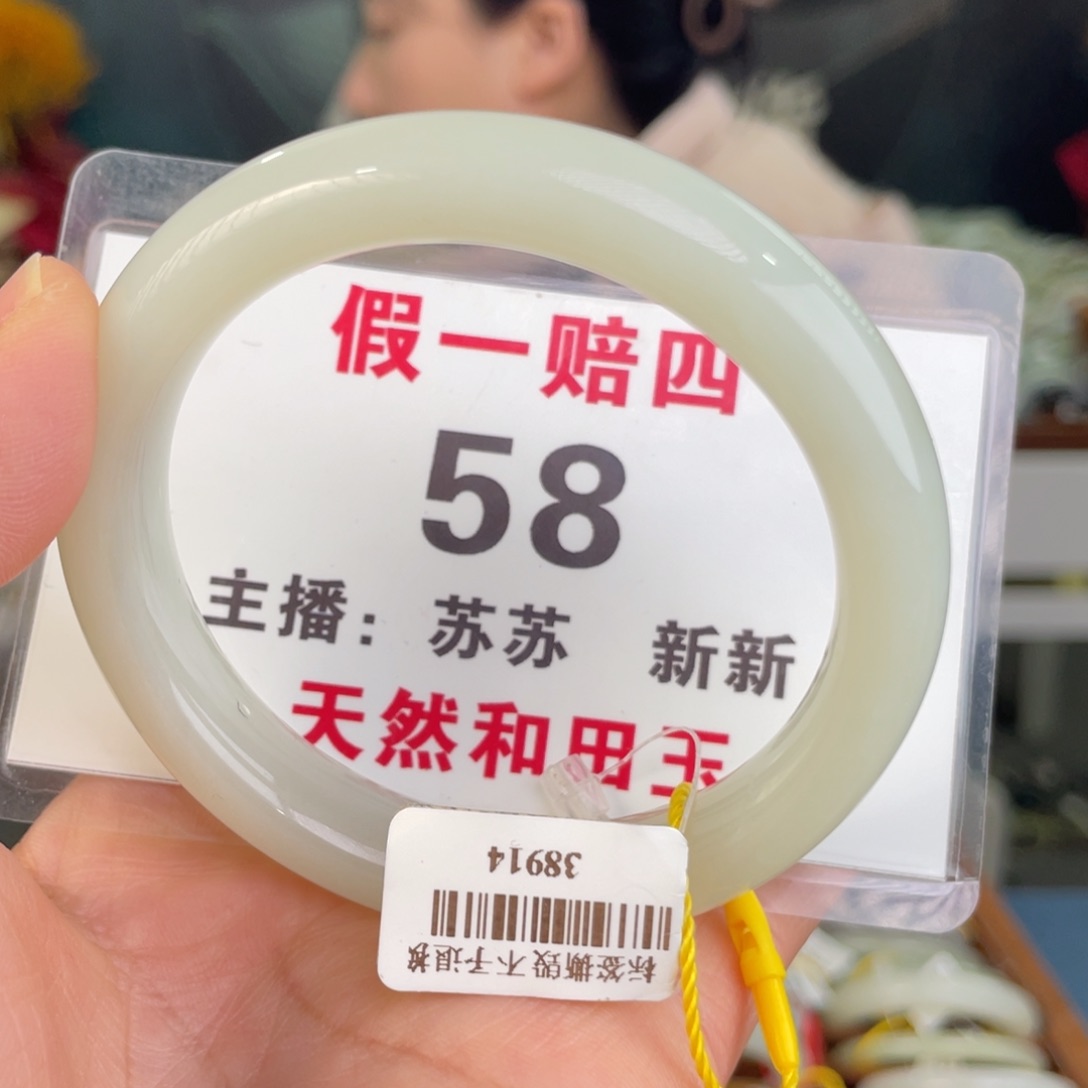 假一赔四
58
主播：苏苏 新新
天然和田玉
38914
标签撕毁不予退换